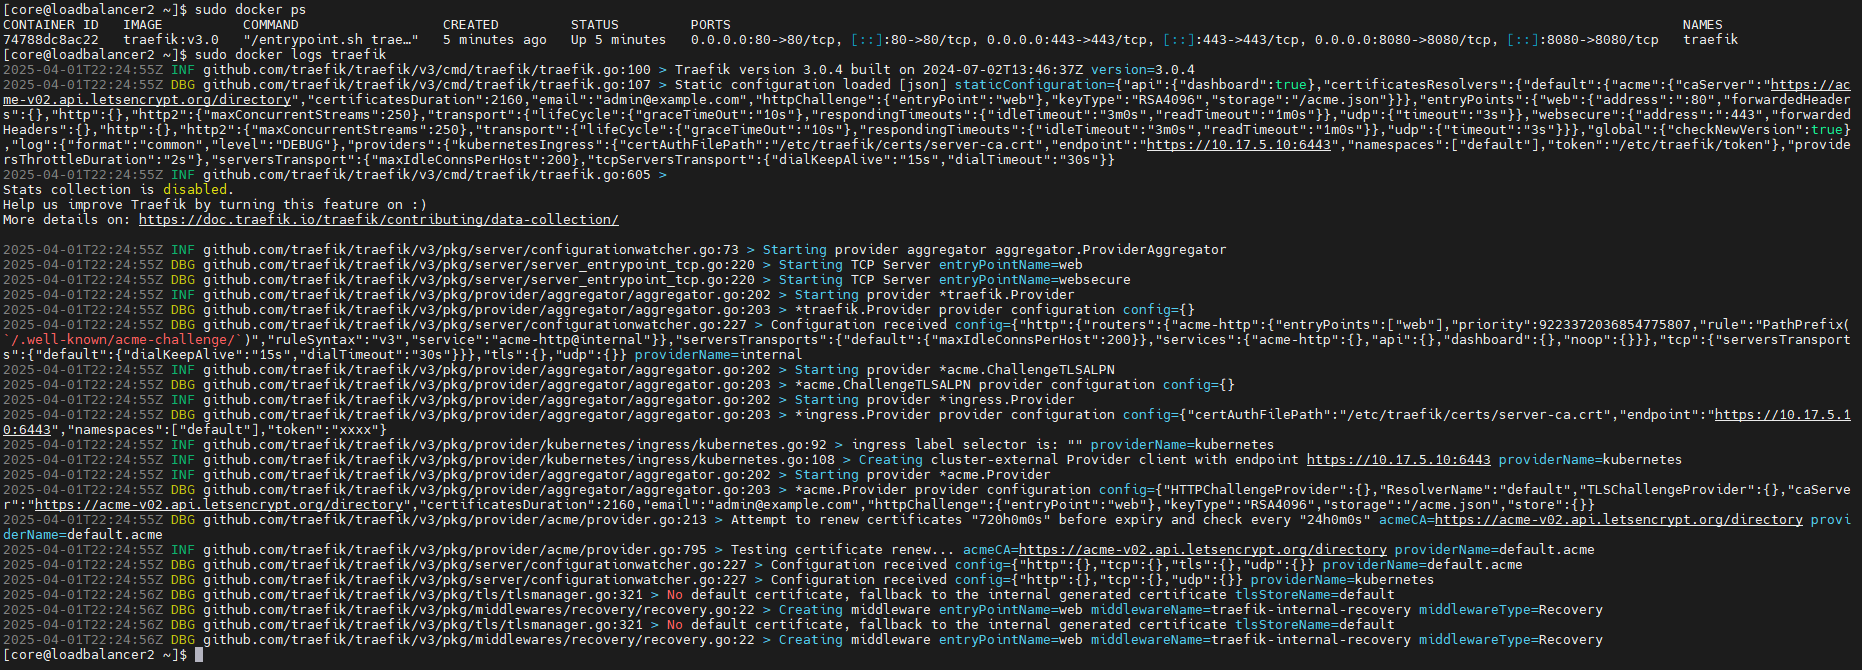 [core@loadbalancer2 ~]$ sudo docker ps
CONTAINER ID   IMAGE          COMMAND                  CREATED         STATUS         PORTS                                                                                                                        NAMES
74788dc8ac22   traefik:v3.0   "/entrypoint.sh trae…"   5 minutes ago   Up 5 minutes   0.0.0.0:80->80/tcp, [::]:80->80/tcp, 0.0.0.0:443->443/tcp, [::]:443->443/tcp, 0.0.0.0:8080->8080/tcp, [::]:8080->8080/tcp   traefik
[core@loadbalancer2 ~]$ sudo docker logs traefik
2025-04-01T22:24:55Z INF github.com/traefik/traefik/v3/cmd/traefik/traefik.go:100 > Traefik version 3.0.4 built on 2024-07-02T13:46:37Z version=3.0.4
2025-04-01T22:24:55Z DBG github.com/traefik/traefik/v3/cmd/traefik/traefik.go:107 > Static configuration loaded [json] staticConfiguration={"api":{"dashboard":true},"certificatesResolvers":{"default":{"acme":{"caServer":"https://ac
me-v02.api.letsencrypt.org/directory","certificatesDuration":2160,"email":"admin@example.com","httpChallenge":{"entryPoint":"web"},"keyType":"RSA4096","storage":"/acme.json"}}},"entryPoints":{"web":{"address":":80","forwardedHeader
s":{},"http":{},"http2":{"maxConcurrentStreams":250},"transport":{"lifeCycle":{"graceTimeOut":"10s"},"respondingTimeouts":{"idleTimeout":"3m0s","readTimeout":"1m0s"}},"udp":{"timeout":"3s"}},"websecure":{"address":":443","forwarded
Headers":{},"http":{},"http2":{"maxConcurrentStreams":250},"transport":{"lifeCycle":{"graceTimeOut":"10s"},"respondingTimeouts":{"idleTimeout":"3m0s","readTimeout":"1m0s"}},"udp":{"timeout":"3s"}}},"global":{"checkNewVersion":true}
,"log":{"format":"common","level":"DEBUG"},"providers":{"kubernetesIngress":{"certAuthFilePath":"/etc/traefik/certs/server-ca.crt","endpoint":"https://10.17.5.10:6443","namespaces":["default"],"token":"/etc/traefik/token"},"provide
rsThrottleDuration":"2s"},"serversTransport":{"maxIdleConnsPerHost":200},"tcpServersTransport":{"dialKeepAlive":"15s","dialTimeout":"30s"}}
2025-04-01T22:24:55Z INF github.com/traefik/traefik/v3/cmd/traefik/traefik.go:605 >
Stats collection is disabled.
Help us improve Traefik by turning this feature on :)
More details on: https://doc.traefik.io/traefik/contributing/data-collection/
2025-04-01T22:24:55Z INF github.com/traefik/traefik/v3/pkg/server/configurationwatcher.go:73 > Starting provider aggregator aggregator.ProviderAggregator
2025-04-01T22:24:55Z DBG github.com/traefik/traefik/v3/pkg/server/server_entrypoint_tcp.go:220 > Starting TCP Server entryPointName=web
2025-04-01T22:24:55Z DBG github.com/traefik/traefik/v3/pkg/server/server_entrypoint_tcp.go:220 > Starting TCP Server entryPointName=websecure
2025-04-01T22:24:55Z INF github.com/traefik/traefik/v3/pkg/provider/aggregator/aggregator.go:202 > Starting provider *traefik.Provider
2025-04-01T22:24:55Z DBG github.com/traefik/traefik/v3/pkg/provider/aggregator/aggregator.go:203 > *traefik.Provider provider configuration config={}
2025-04-01T22:24:55Z DBG github.com/traefik/traefik/v3/pkg/server/configurationwatcher.go:227 > Configuration received config={"http":{"routers":{"acme-http":{"entryPoints":["web"],"priority":9223372036854775807,"rule":"PathPrefix(
`/.well-known/acme-challenge/`)","ruleSyntax":"v3","service":"acme-http@internal"}},"serversTransports":{"default":{"maxIdleConnsPerHost":200}},"services":{"acme-http":{},"api":{},"dashboard":{},"noop":{}}},"tcp":{"serversTransport
s":{"default":{"dialKeepAlive":"15s","dialTimeout":"30s"}}},"tls":{},"udp":{}} providerName=internal
2025-04-01T22:24:55Z INF github.com/traefik/traefik/v3/pkg/provider/aggregator/aggregator.go:202 > Starting provider *acme.ChallengeTLSALPN
2025-04-01T22:24:55Z DBG github.com/traefik/traefik/v3/pkg/provider/aggregator/aggregator.go:203 > *acme.ChallengeTLSALPN provider configuration config={}
2025-04-01T22:24:55Z INF github.com/traefik/traefik/v3/pkg/provider/aggregator/aggregator.go:202 > Starting provider *ingress.Provider
2025-04-01T22:24:55Z DBG github.com/traefik/traefik/v3/pkg/provider/aggregator/aggregator.go:203 > *ingress.Provider provider configuration config={"certAuthFilePath":"/etc/traefik/certs/server-ca.crt","endpoint":"https://10.17.5.1
0:6443","namespaces":["default"],"token":"xxxx"}
2025-04-01T22:24:55Z INF github.com/traefik/traefik/v3/pkg/provider/kubernetes/ingress/kubernetes.go:92 > ingress label selector is: "" providerName=kubernetes
2025-04-01T22:24:55Z INF github.com/traefik/traefik/v3/pkg/provider/kubernetes/ingress/kubernetes.go:108 > Creating cluster-external Provider client with endpoint https://10.17.5.10:6443 providerName=kubernetes
2025-04-01T22:24:55Z INF github.com/traefik/traefik/v3/pkg/provider/aggregator/aggregator.go:202 > Starting provider *acme.Provider
2025-04-01T22:24:55Z DBG github.com/traefik/traefik/v3/pkg/provider/aggregator/aggregator.go:203 > *acme.Provider provider configuration config={"HTTPChallengeProvider":{},"ResolverName":"default","TLSChallengeProvider":{},"caServe
r":"https://acme-v02.api.letsencrypt.org/directory","certificatesDuration":2160,"email":"admin@example.com","httpChallenge":{"entryPoint":"web"},"keyType":"RSA4096","storage":"/acme.json","store":{}}
2025-04-01T22:24:55Z DBG github.com/traefik/traefik/v3/pkg/provider/acme/provider.go:213 > Attempt to renew certificates "720h0m0s" before expiry and check every "24h0m0s" acmeCA=https://acme-v02.api.letsencrypt.org/directory provi
derName=default.acme
2025-04-01T22:24:55Z INF github.com/traefik/traefik/v3/pkg/provider/acme/provider.go:795 > Testing certificate renew... acmeCA=https://acme-v02.api.letsencrypt.org/directory providerName=default.acme
2025-04-01T22:24:55Z DBG github.com/traefik/traefik/v3/pkg/server/configurationwatcher.go:227 > Configuration received config={"http":{},"tcp":{},"tls":{},"udp":{}} providerName=default.acme
2025-04-01T22:24:55Z DBG github.com/traefik/traefik/v3/pkg/server/configurationwatcher.go:227 > Configuration received config={"http":{},"tcp":{},"udp":{}} providerName=kubernetes
2025-04-01T22:24:56Z DBG github.com/traefik/traefik/v3/pkg/tls/tlsmanager.go:321 > No default certificate, fallback to the internal generated certificate tlsStoreName=default
2025-04-01T22:24:56Z DBG github.com/traefik/traefik/v3/pkg/middlewares/recovery/recovery.go:22 > Creating middleware entryPointName=web middlewareName=traefik-internal-recovery middlewareType=Recovery
2025-04-01T22:24:56Z DBG github.com/traefik/traefik/v3/pkg/tls/tlsmanager.go:321 > No default certificate, fallback to the internal generated certificate tlsStoreName=default
2025-04-01T22:24:56Z DBG github.com/traefik/traefik/v3/pkg/middlewares/recovery/recovery.go:22 > Creating middleware entryPointName=web middlewareName=traefik-internal-recovery middlewareType=Recovery
[core@loadbalancer2 ~]$